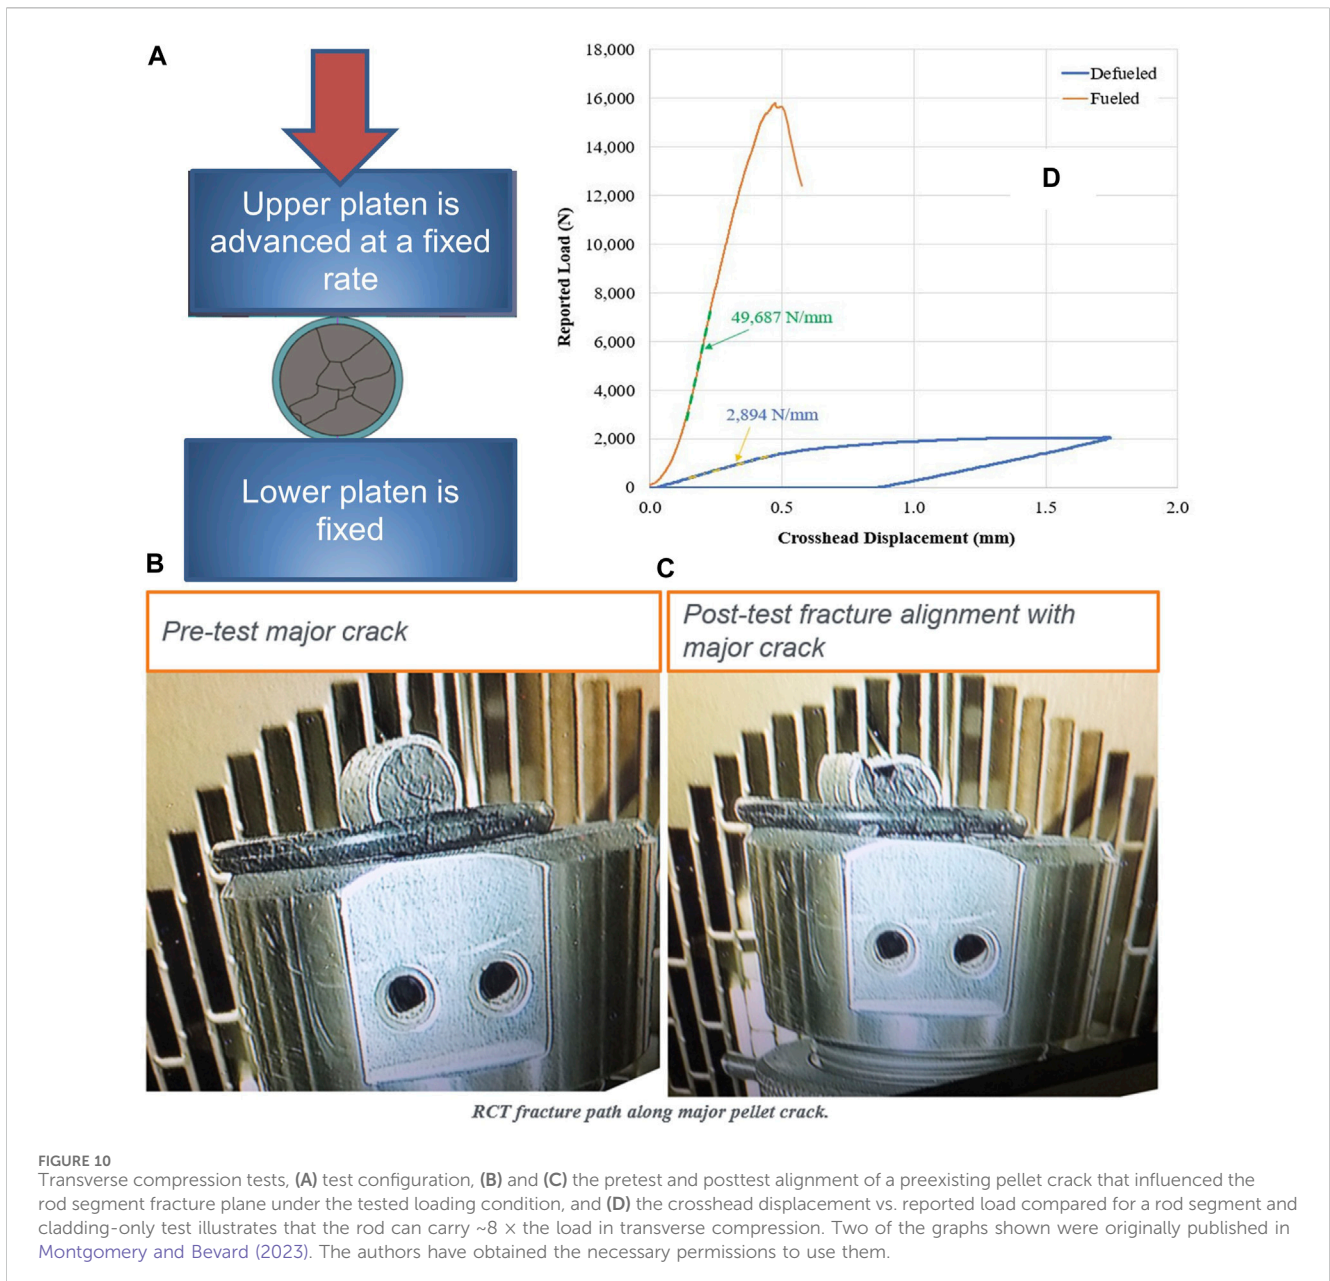 A
Upper platen is
advanced at a fixed
rate
Lower platen is
fixed
18,000
16,000
14,000
12,000
10,000
8,000
6,000
4,000
2,000
0
Reported Load (N)
Defueled
Fueled
D
49,687 N/mm
2,894 N/mm
0.0
0.5
1.0
1.5
2.0
Crosshead Displacement (mm)
B
Pre-test major crack
C
Post-test fracture alignment with
major crack
RCT fracture path along major pellet crack.
FIGURE 10
Transverse compression tests, (A) test configuration, (B) and (C) the pretest and posttest alignment of a preexisting pellet crack that influenced the
rod segment fracture plane under the tested loading condition, and (D) the crosshead displacement vs. reported load compared for a rod segment and
cladding-only test illustrates that the rod can carry ~8 × the load in transverse compression. Two of the graphs shown were originally published in
Montgomery and Bevard (2023). The authors have obtained the necessary permissions to use them.